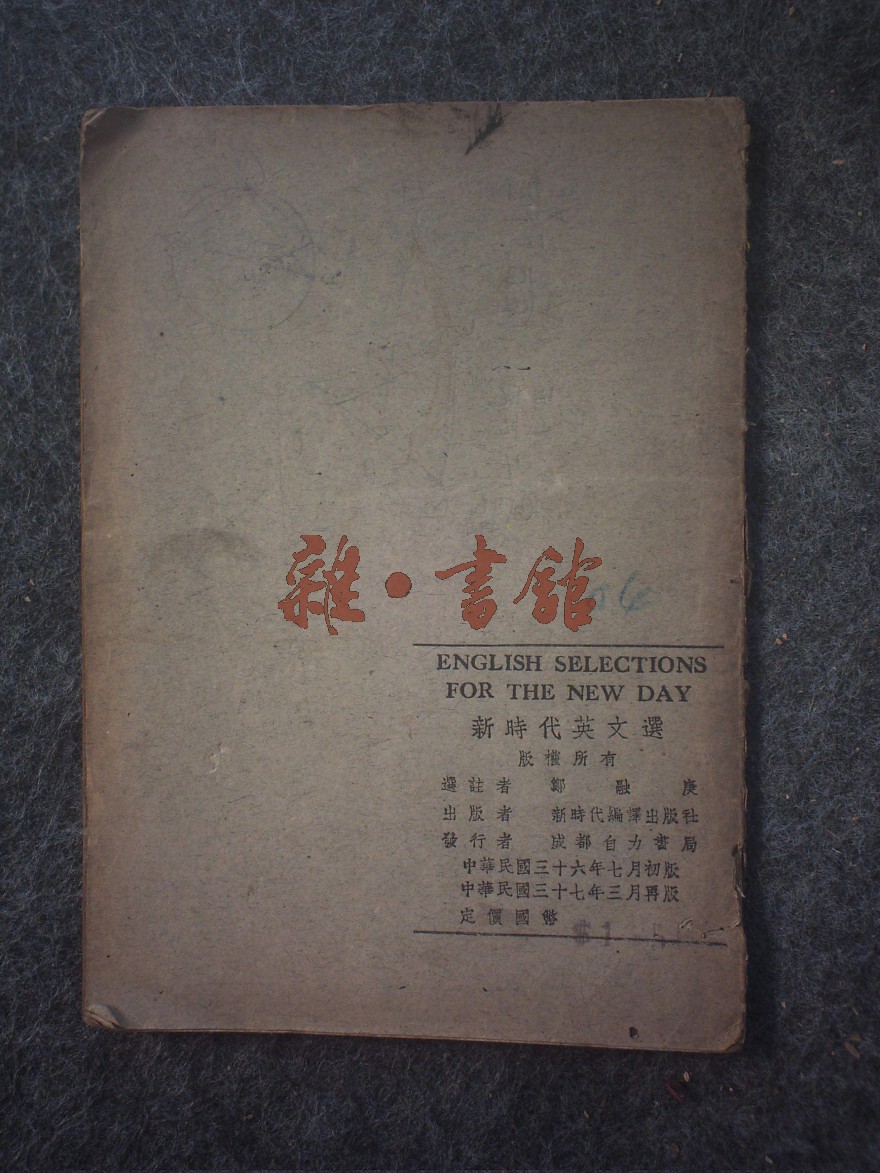 雜·書館
ENGLISH SELECTIONS
FOR THE NEW DAY
新時代英文選
版權所有
選註者 鄒融庚
出版者 新時代編譯出版社
發行者 成都自力書局
中華民國三十六年七月初版
中華民國三十七年三月再版
定價國幣